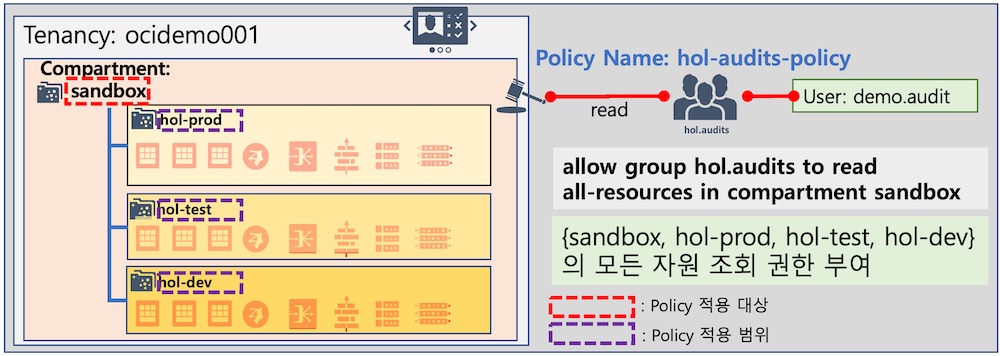 Tenancy: ocidemo001
Compartment:
sandbox
hol-prod
hol-test
hol-dev
Policy Name: hol-audits-policy
read
hol.audits
User: demo.audit
allow group hol.audits to read
all-resources in compartment sandbox
{sandbox, hol-prod, hol-test, hol-dev}
의 모든 자원 조회 권한 부여
: Policy 적용 대상
: Policy 적용 범위